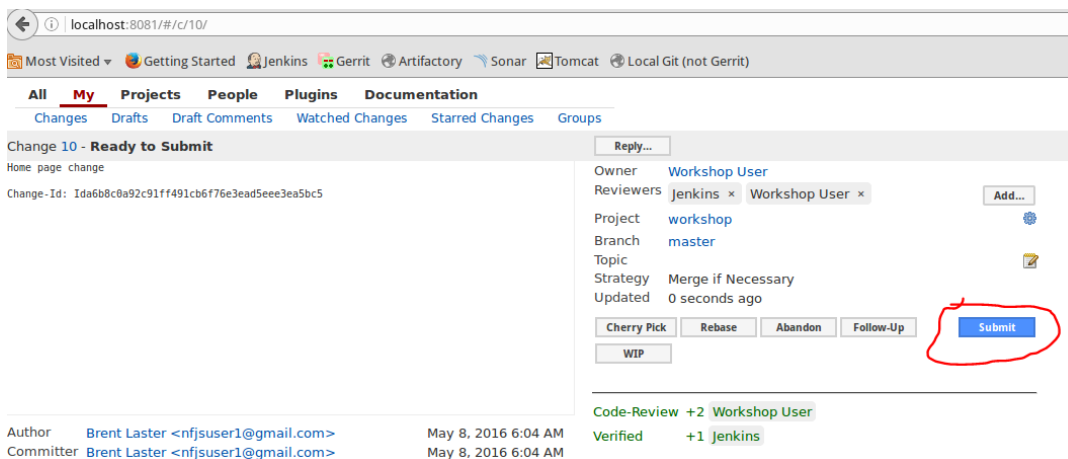 localhost:8081/#/c/10/
Most Visited Getting Started Jenkins Gerrit Artifactory Sonar Tomcat Local Git (not Gerrit)
All My Projects People Plugins Documentation
Changes Drafts Draft Comments Watched Changes Starred Changes Groups
Change 10 - Ready to Submit
Reply...
Home page change
Change-Id: Ida6b8c0a92c91ff491cb6f76e3ead5eee3ea5bc5
Owner Workshop User
Reviewers Jenkins × Workshop User × Add...
Project workshop
Branch master
Topic
Strategy Merge if Necessary
Updated 0 seconds ago
Cherry Pick Rebase Abandon Follow-Up Submit
WIP
Code-Review +2 Workshop User
Verified +1 Jenkins
Author Brent Laster <nfjsuser1@gmail.com> May 8, 2016 6:04 AM
Committer Brent Laster <nfjsuser1@gmail.com> May 8, 2016 6:04 AM